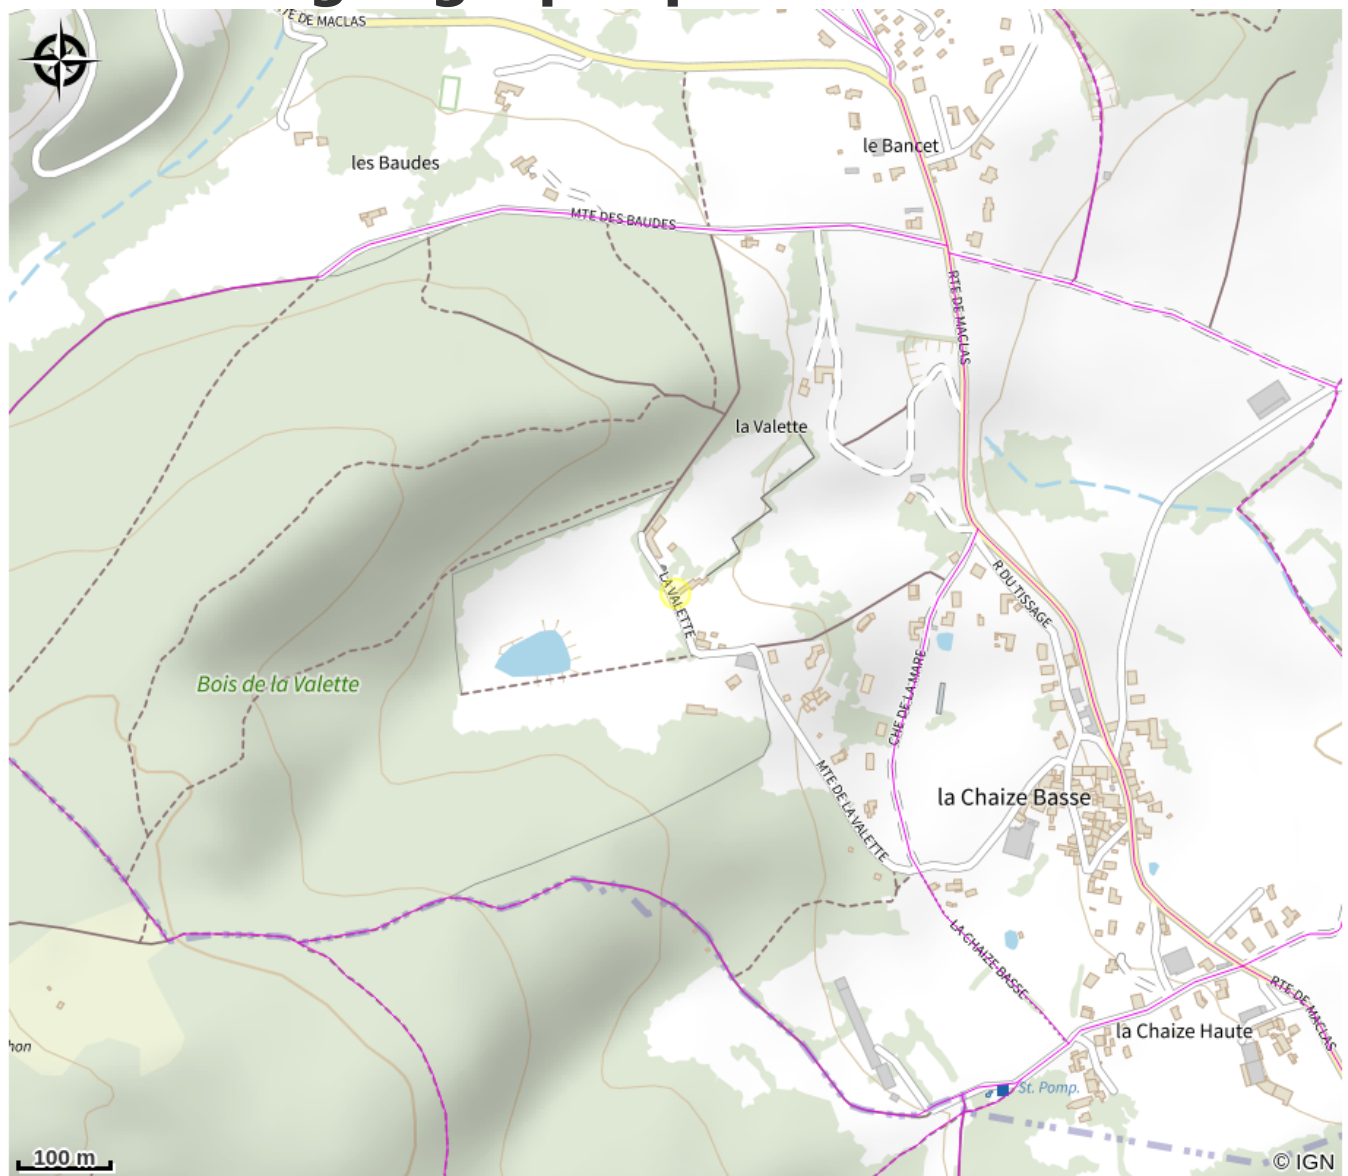 MTE DE MACLAS
le Bancet
les Baudes
MTE DES BAUDES
RTE DE MACLAS
la Valette
LA VALETTE
R DU TISSAGE
Bois de la Valette
CHE DE LA MARE
MTE DE LA VALETTE
la Chaize Basse
LA CHAIZE BASSE
RTE DE MACLAS
la Chaize Haute
hon
St. Pomp.
100 m
© IGN